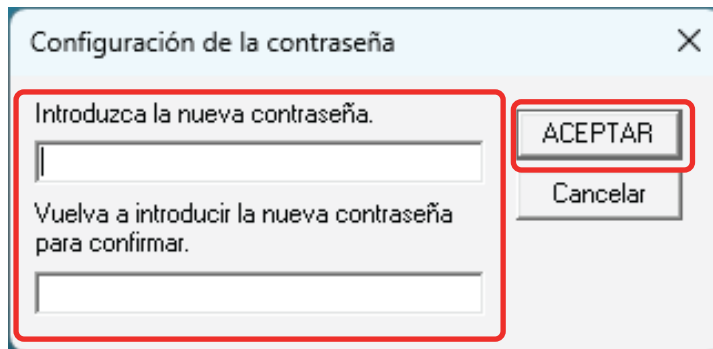 Configuración de la contraseña
Introduzca la nueva contraseña.
ACEPTAR
Cancelar
Vuelva a introducir la nueva contraseña
para confirmar.